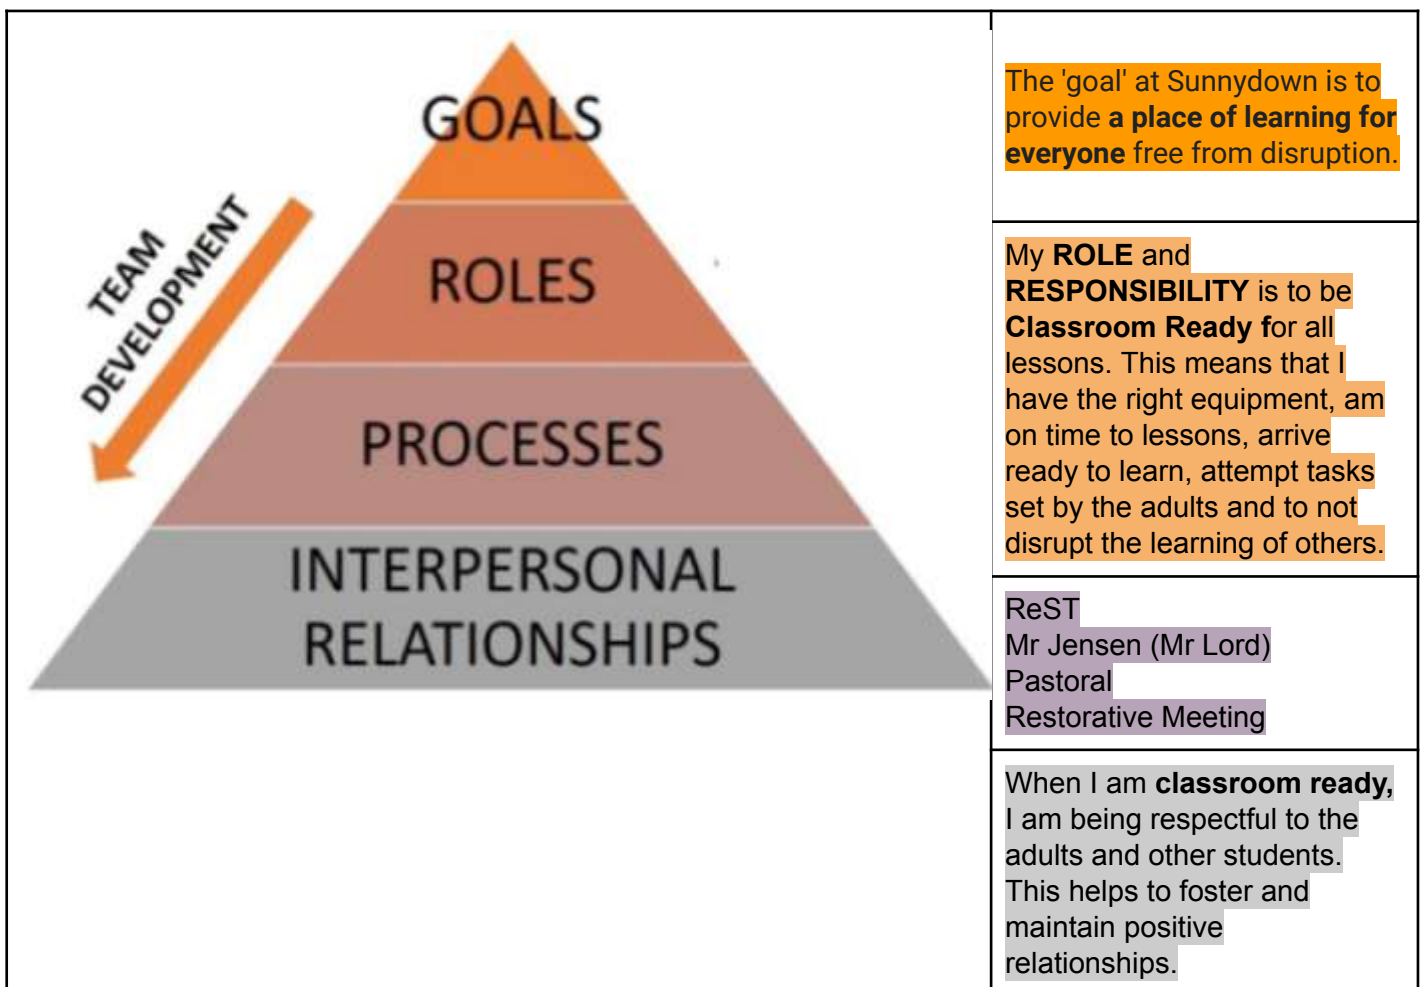 GOALS
ROLES
PROCESSES
INTERPERSONAL
RELATIONSHIPS
TEAM
DEVELOPMENT
The 'goal' at Sunnydown is to
provide a place of learning for
everyone free from disruption.
My ROLE and
RESPONSIBILITY is to be
Classroom Ready for all
lessons. This means that I
have the right equipment, am
on time to lessons, arrive
ready to learn, attempt tasks
set by the adults and to not
disrupt the learning of others.
ReST
Mr Jensen (Mr Lord)
Pastoral
Restorative Meeting
When I am classroom ready,
I am being respectful to the
adults and other students.
This helps to foster and
maintain positive
relationships.